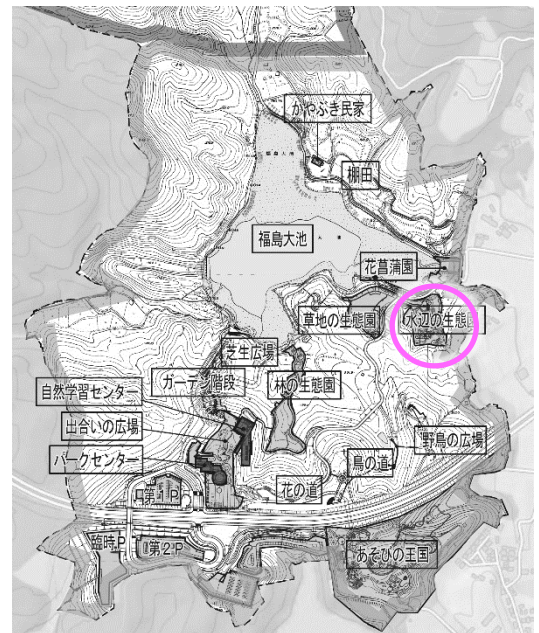 かやぶき民家
棚田
福島大池
花菖蒲園
草地の生態園
水辺の生態園
芝生広場
ガーデン階段
林の生態園
自然学習センター
出合いの広場
パークセンター
野鳥の広場
鳥の道
花の道
第1P
臨時P
第2P
あそびの王国